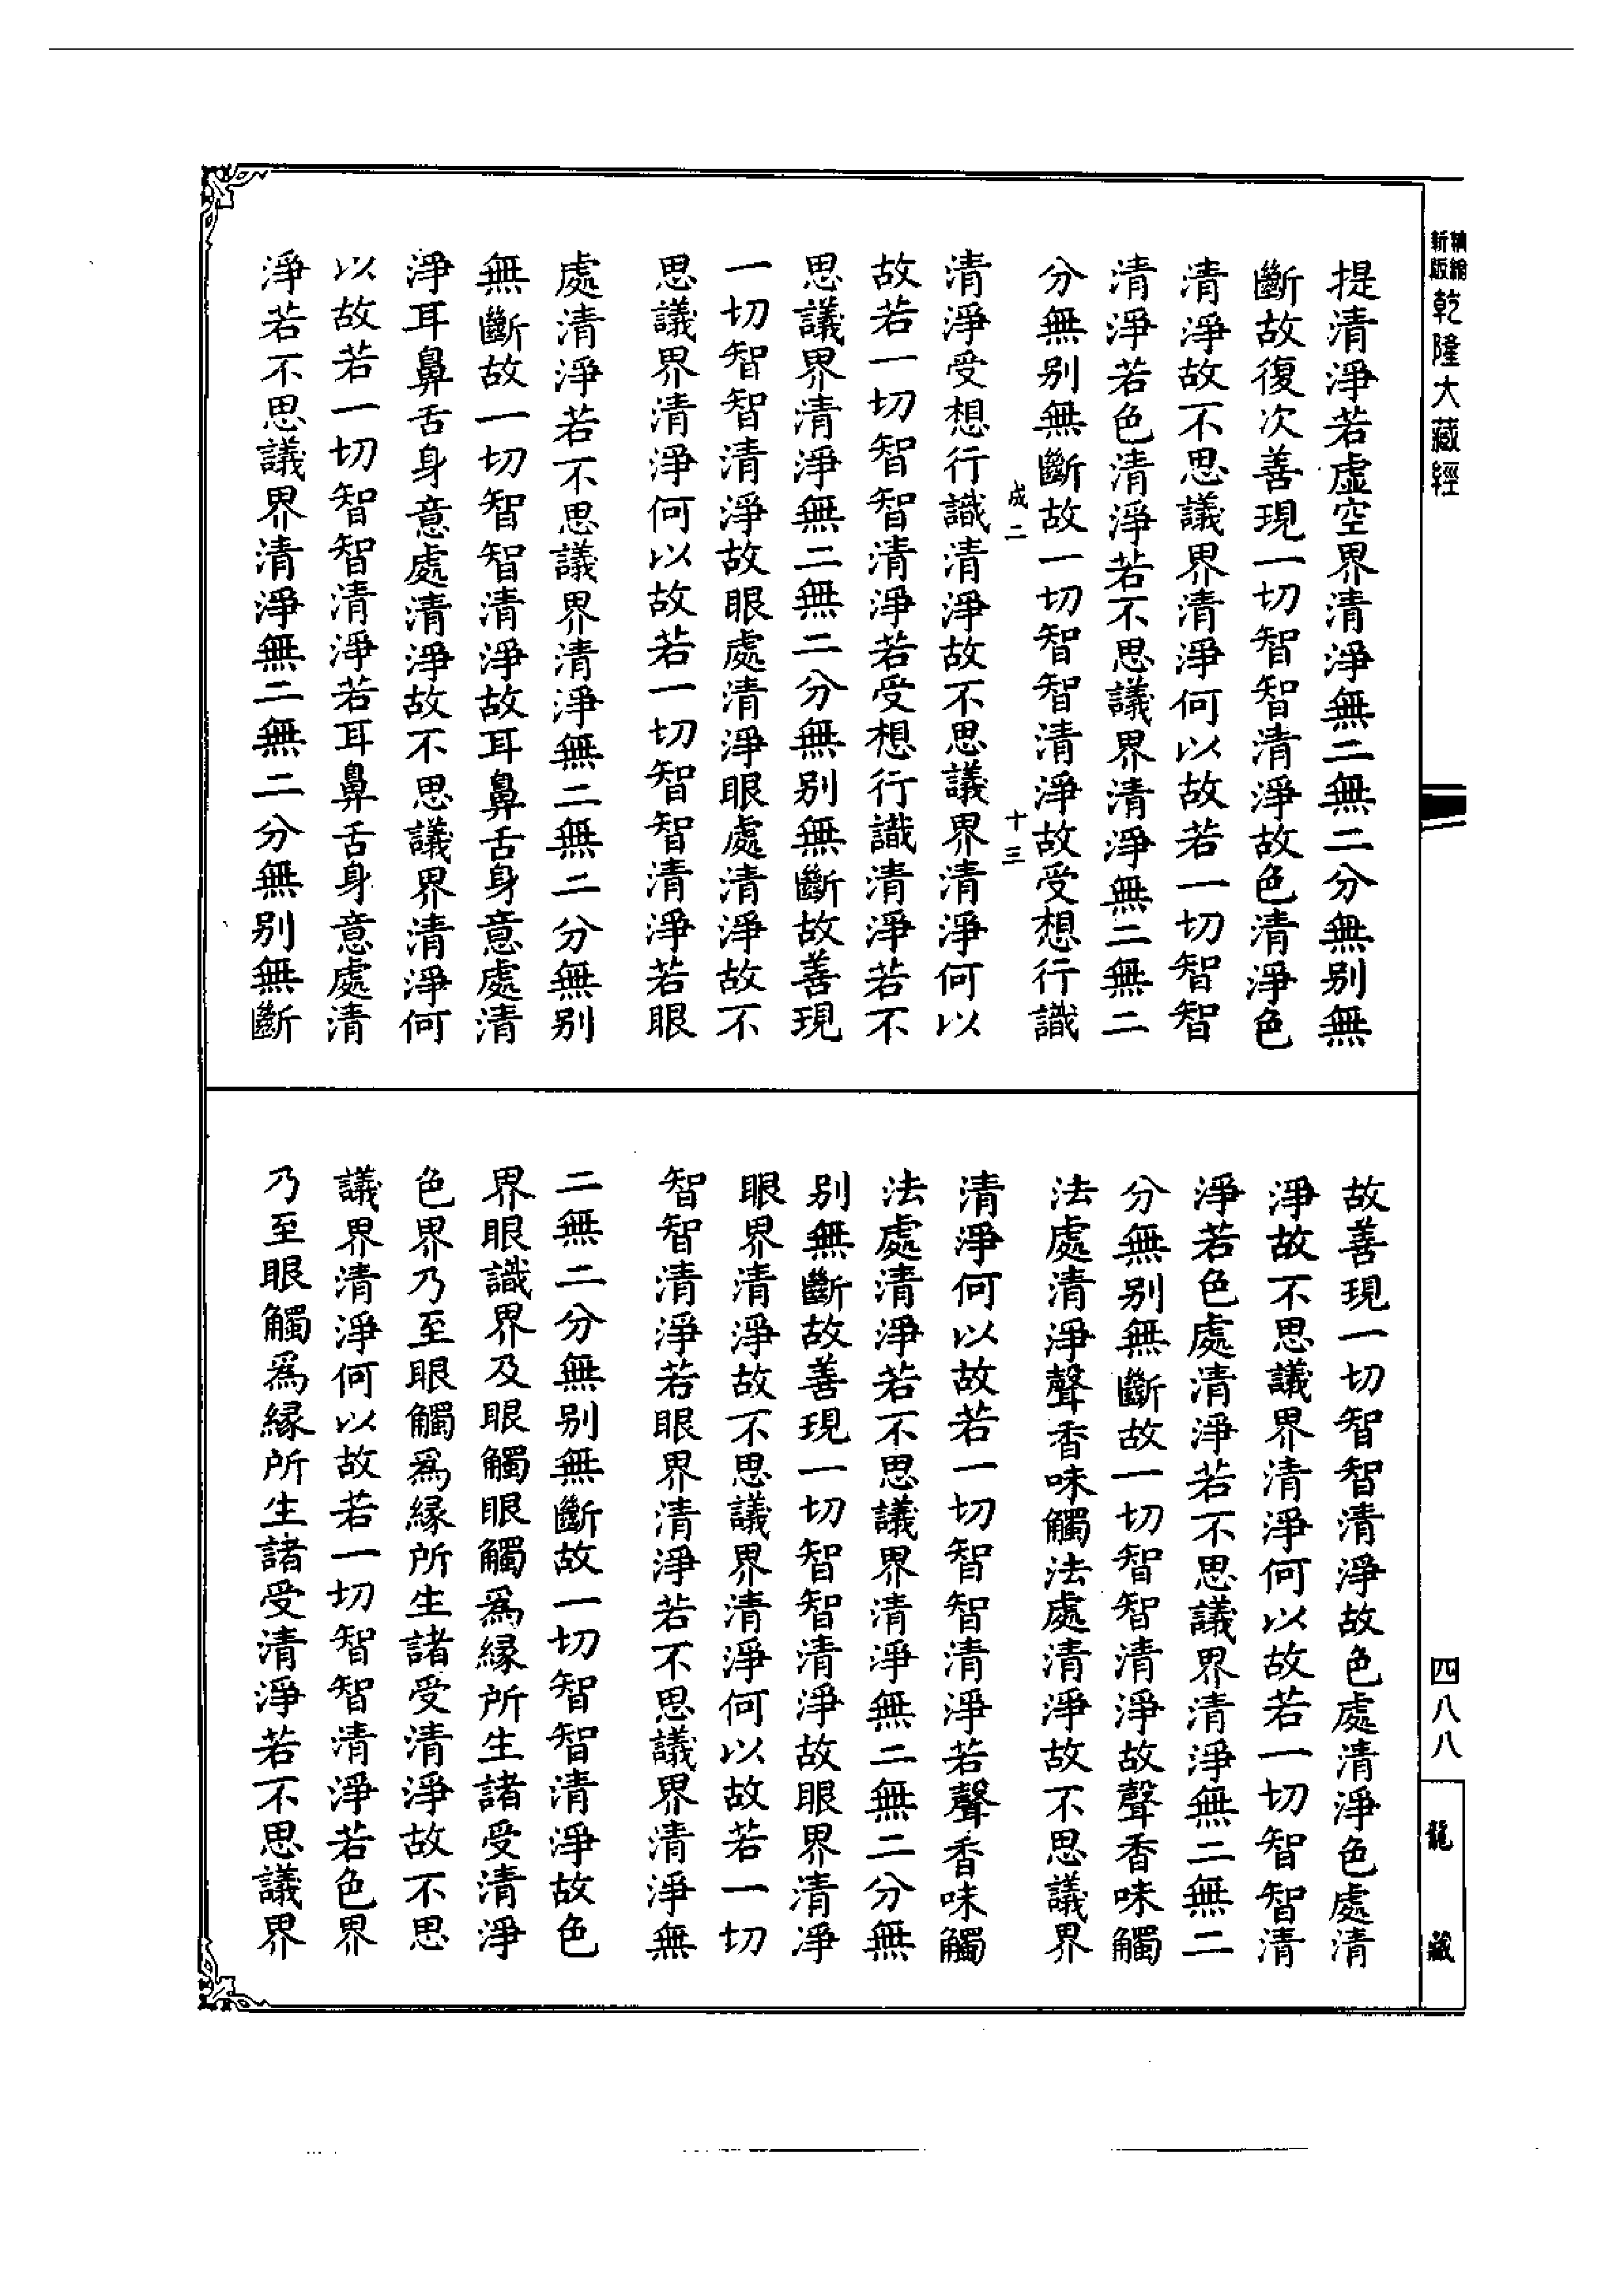 精繪
新版
乾隆大藏經
四八八
龍藏
提清淨若虛空界清淨無二無二分無别無
斷故復次善現一切智智清淨故色清淨色
清淨故不思議界清淨何以故若一切智智
清淨若色清淨若不思議界清淨無二無二
分無别無斷故一切智智清淨故受想行識
成二
十三
清淨受想行識清淨故不思議界清淨何以
故若一切智智清淨若受想行識清淨若不
思議界清淨無二無二分無别無斷故善現
一切智智清淨故眼處清淨眼處清淨故不
思議界清淨何以故若一切智智清淨若眼
處清淨若不思議界清淨無二無二分無别
無斷故一切智智清淨故耳鼻舌身意處清
淨耳鼻舌身意處清淨故不思議界清淨何
以故若一切智智清淨若耳鼻舌身意處清
淨若不思議界清淨無二無二分無别無斷
故善現一切智智清淨故色處清淨色處清
淨故不思議界清淨何以故若一切智智清
淨若色處清淨若不思議界清淨無二無二
分無别無斷故一切智智清淨故聲香味觸
法處清淨聲香味觸法處清淨故不思議界
清淨何以故若一切智智清淨若聲香味觸
法處清淨若不思議界清淨無二無二分無
别無斷故善現一切智智清淨故眼界清淨
眼界清淨故不思議界清淨何以故若一切
智智清淨若眼界清淨若不思議界清淨無
二無二分無别無斷故一切智智清淨故色
界眼識界及眼觸眼觸爲緣所生諸受清淨
色界乃至眼觸爲緣所生諸受清淨故不思
議界清淨何以故若一切智智清淨若色界
乃至眼觸爲緣所生諸受清淨若不思議界